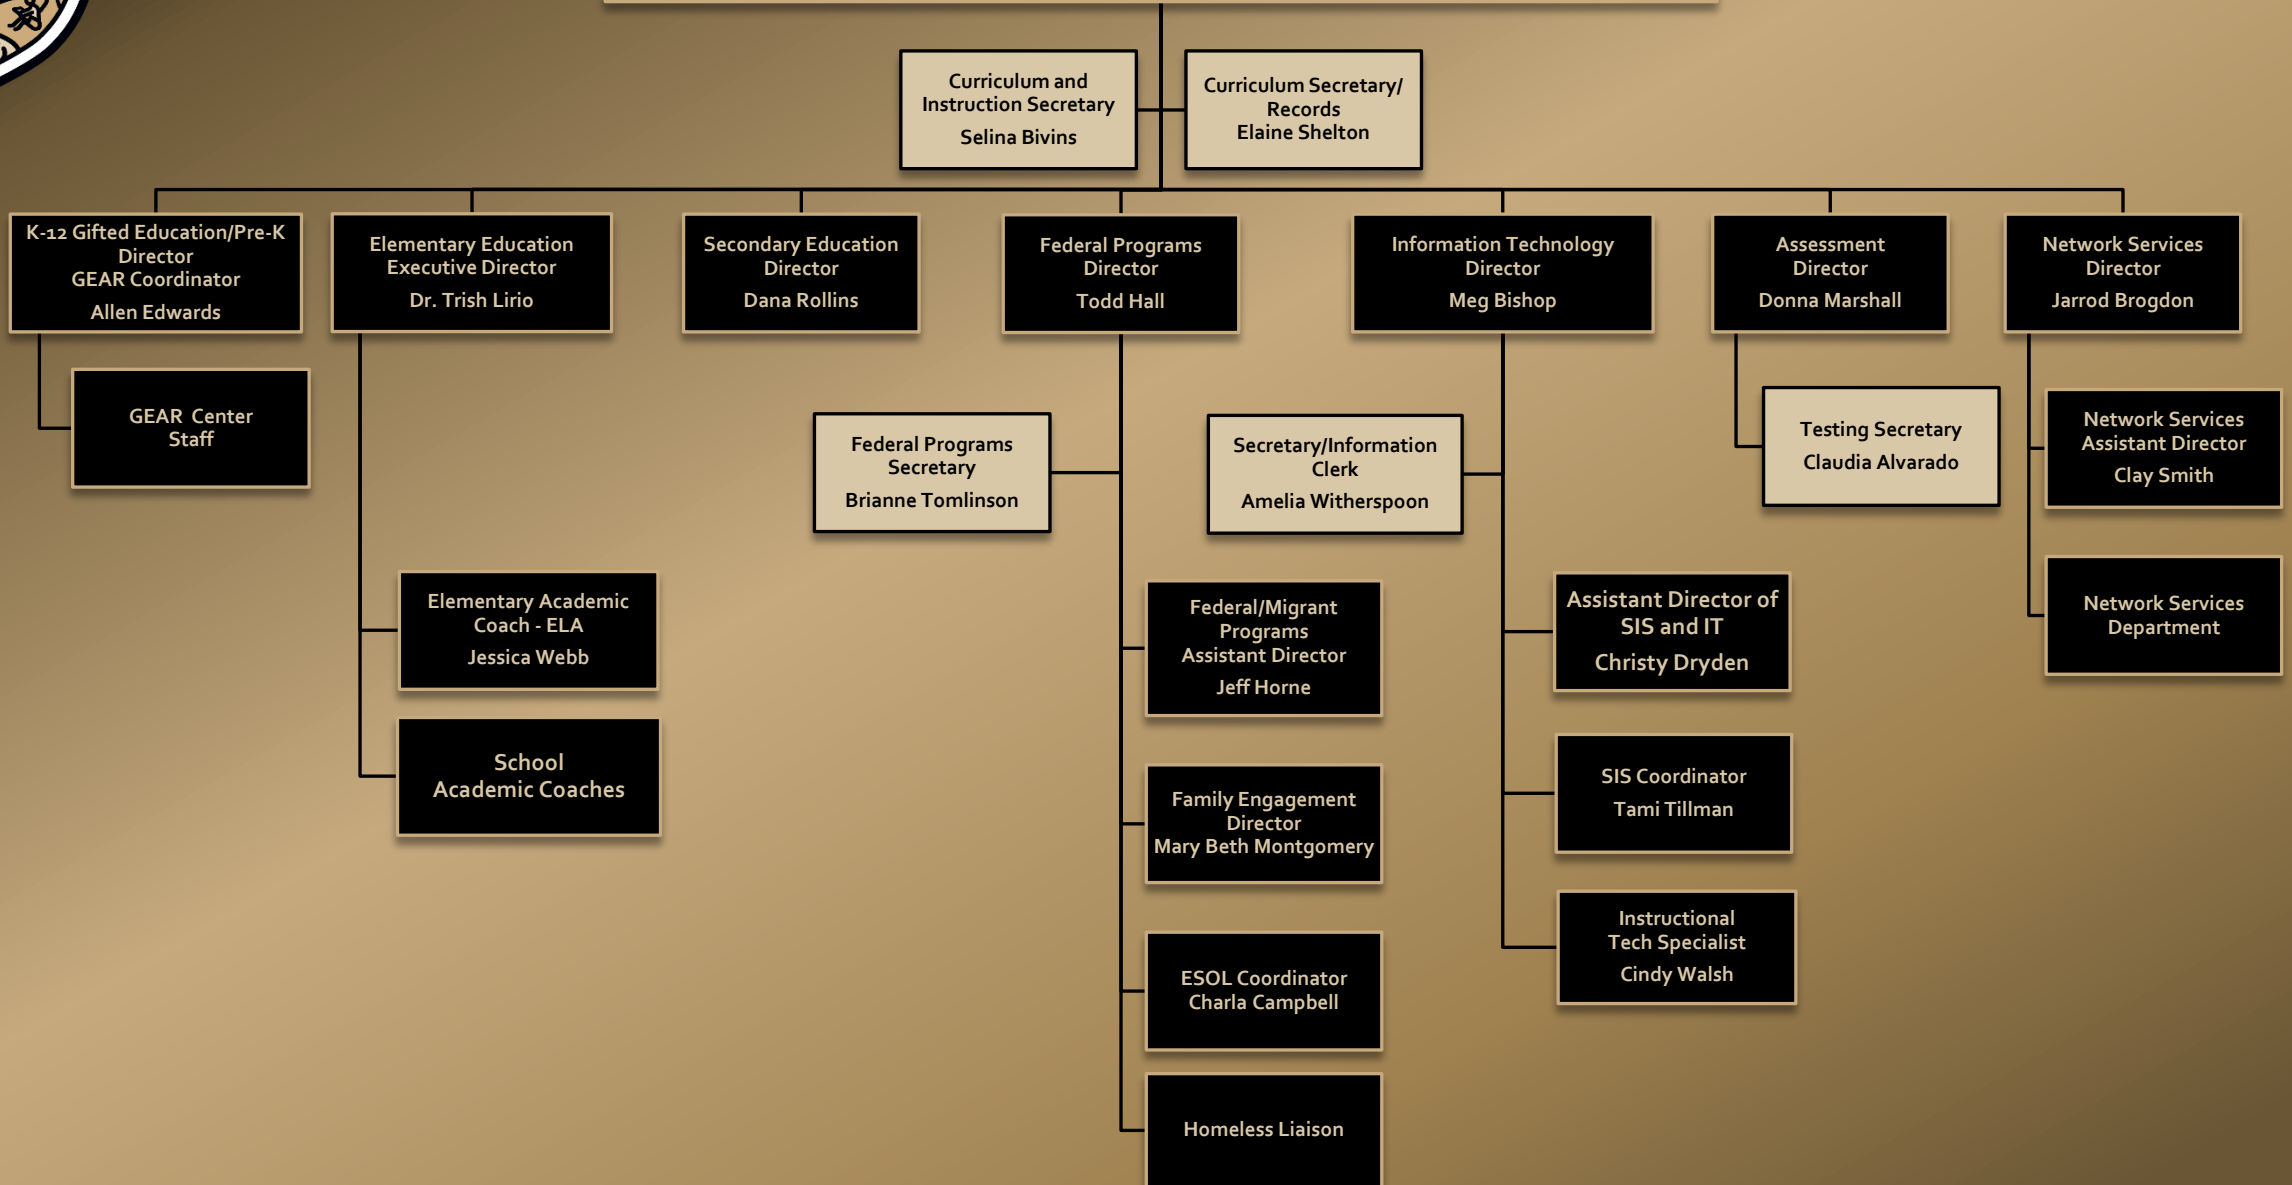 Curriculum and
Instruction Secretary
Selina Bivins
Curriculum Secretary/
Records
Elaine Shelton
K-12 Gifted Education/Pre-K
Director
GEAR Coordinator
Allen Edwards
Elementary Education
Executive Director
Dr. Trish Lirio
Secondary Education
Director
Dana Rollins
Federal Programs
Director
Todd Hall
Information Technology
Director
Meg Bishop
Assessment
Director
Donna Marshall
Network Services
Director
Jarrod Brogdon
GEAR Center
Staff
Federal Programs
Secretary
Brianne Tomlinson
Secretary/Information
Clerk
Amelia Witherspoon
Testing Secretary
Claudia Alvarado
Network Services
Assistant Director
Clay Smith
Elementary Academic
Coach - ELA
Jessica Webb
Federal/Migrant
Programs
Assistant Director
Jeff Horne
Assistant Director of
SIS and IT
Christy Dryden
Network Services
Department
School
Academic Coaches
Family Engagement
Director
Mary Beth Montgomery
SIS Coordinator
Tami Tillman
ESOL Coordinator
Charla Campbell
Instructional
Tech Specialist
Cindy Walsh
Homeless Liaison